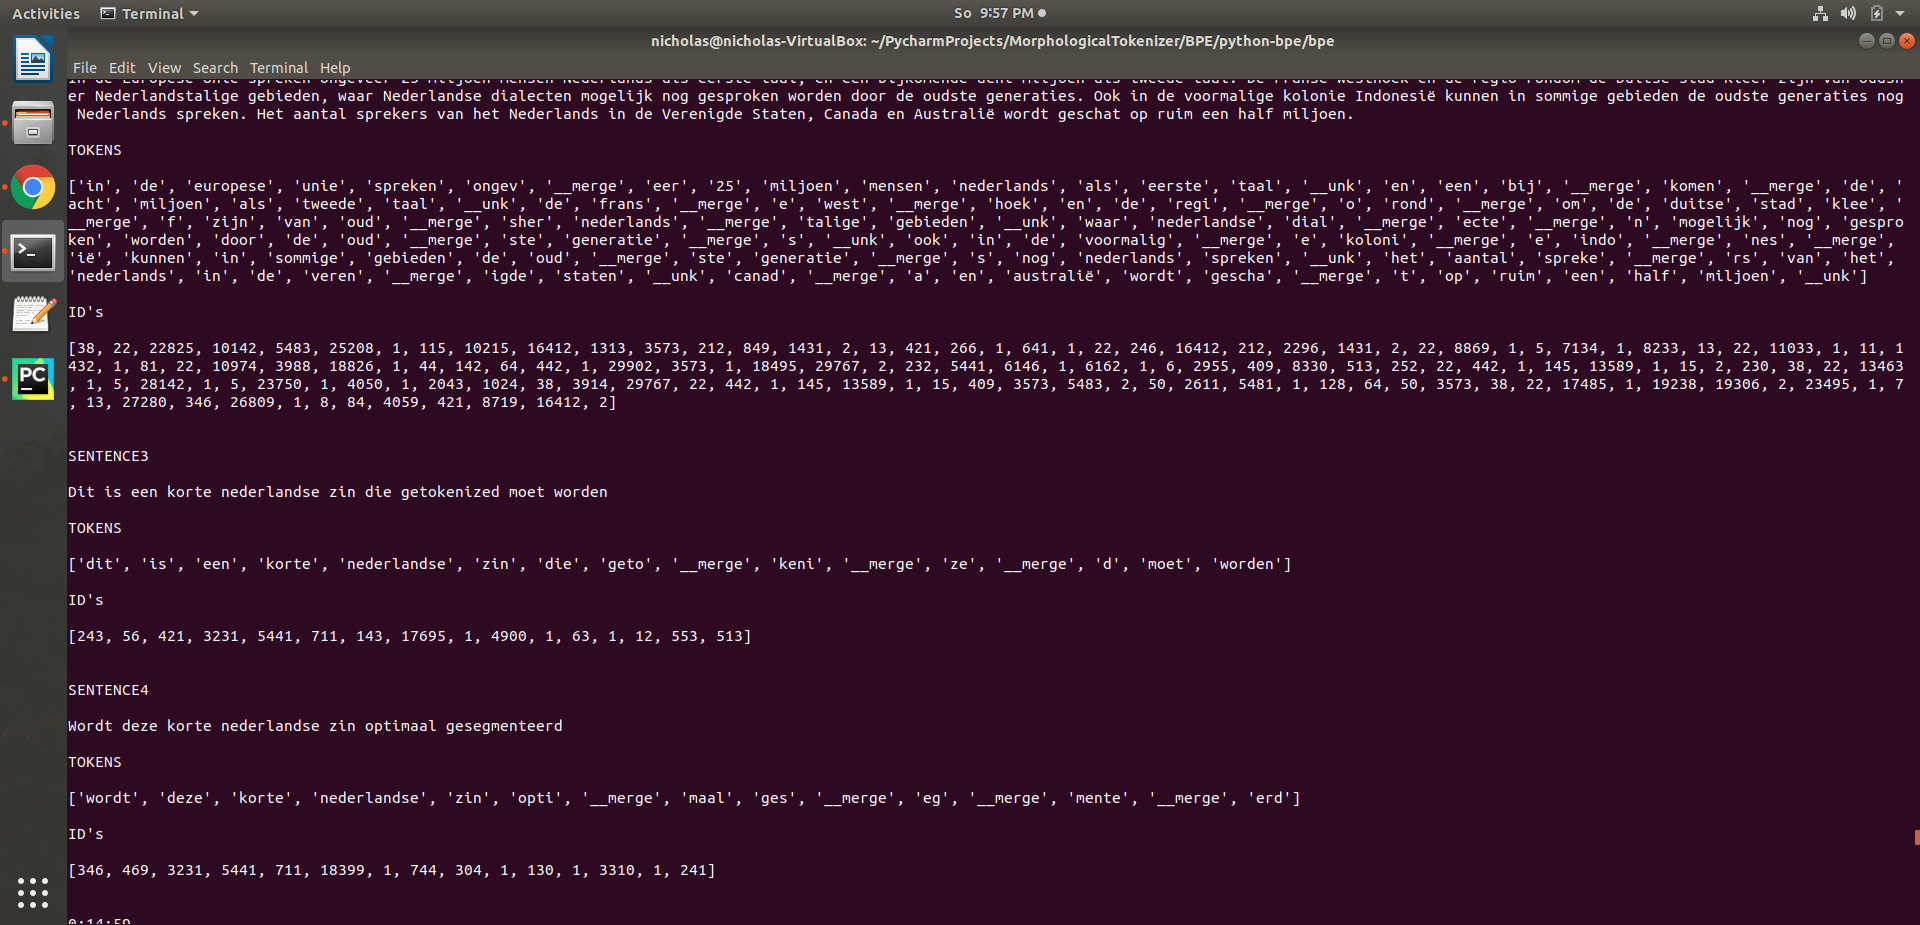 Activities
Terminal
So 9:57 PM
nicholas@nicholas-VirtualBox: ~/PycharmProjects/MorphologicalTokenizer/BPE/python-bpe/bpe
File Edit View Search Terminal Help
er Nederlandstalige gebieden, waar Nederlandse dialecten mogelijk nog gesproken worden door de oudste generaties. Ook in de voormalige kolonie Indonesië kunnen in sommige gebieden de oudste generaties nog
Nederlands spreken. Het aantal sprekers van het Nederlands in de Verenigde Staten, Canada en Australië wordt geschat op ruim een half miljoen.
TOKENS
['in', 'de', 'europese', 'unie', 'spreken', 'ongev', '__merge', 'eer', '25', 'miljoen', 'mensen', 'nederlands', 'als', 'eerste', 'taal', '__unk', 'en', 'een', 'bij', '__merge', 'komen', '__merge', 'de', '
acht', 'miljoen', 'als', 'tweede', 'taal', '__unk', 'de', 'frans', '__merge', 'e', 'west', '__merge', 'hoek', 'en', 'de', 'regi', '__merge', 'o', 'rond', '__merge', 'om', 'de', 'duitse', 'stad', 'klee', '
__merge', 'f', 'zijn', 'van', 'oud', '__merge', 'sher', 'nederlands', '__merge', 'talige', 'gebieden', '__unk', 'waar', 'nederlandse', 'dial', '__merge', 'ecte', '__merge', 'n', 'mogelijk', 'nog', 'gespro
ken', 'worden', 'door', 'de', 'oud', '__merge', 'ste', 'generatie', '__merge', 's', '__unk', 'ook', 'in', 'de', 'voormalig', '__merge', 'e', 'koloni', '__merge', 'e', 'indo', '__merge', 'nes', '__merge',
'ië', 'kunnen', 'in', 'sommige', 'gebieden', 'de', 'oud', '__merge', 'ste', 'generatie', '__merge', 's', 'nog', 'nederlands', 'spreken', '__unk', 'het', 'aantal', 'spreke', '__merge', 'rs', 'van', 'het',
'nederlands', 'in', 'de', 'veren', '__merge', 'igde', 'staten', '__unk', 'canad', '__merge', 'a', 'en', 'australië', 'wordt', 'gescha', '__merge', 't', 'op', 'ruim', 'een', 'half', 'miljoen', '__unk']
ID's
[38, 22, 22825, 10142, 5483, 25208, 1, 115, 10215, 16412, 1313, 3573, 212, 849, 1431, 2, 13, 421, 266, 1, 641, 1, 22, 246, 16412, 212, 2296, 1431, 2, 22, 8869, 1, 5, 7134, 1, 8233, 13, 22, 11033, 1, 11, 1
432, 1, 81, 22, 10974, 3988, 18826, 1, 44, 142, 64, 442, 1, 29902, 3573, 1, 18495, 29767, 2, 232, 5441, 6146, 1, 6162, 1, 6, 2955, 409, 8330, 513, 252, 22, 442, 1, 145, 13589, 1, 15, 2, 230, 38, 22, 13463
, 1, 5, 28142, 1, 5, 23750, 1, 4050, 1, 2043, 1024, 38, 3914, 29767, 22, 442, 1, 145, 13589, 1, 15, 409, 3573, 5483, 2, 50, 2611, 5481, 1, 128, 64, 50, 3573, 38, 22, 17485, 1, 19238, 19306, 2, 23495, 1, 7
, 13, 27280, 346, 26809, 1, 8, 84, 4059, 421, 8719, 16412, 2]
SENTENCE3
Dit is een korte nederlandse zin die getokenized moet worden
TOKENS
['dit', 'is', 'een', 'korte', 'nederlandse', 'zin', 'die', 'geto', '__merge', 'keni', '__merge', 'ze', '__merge', 'd', 'moet', 'worden']
ID's
[243, 56, 421, 3231, 5441, 711, 143, 17695, 1, 4900, 1, 63, 1, 12, 553, 513]
SENTENCE4
Wordt deze korte nederlandse zin optimaal gesegmenteerd
TOKENS
['wordt', 'deze', 'korte', 'nederlandse', 'zin', 'opti', '__merge', 'maal', 'ges', '__merge', 'eg', '__merge', 'mente', '__merge', 'erd']
ID's
[346, 469, 3231, 5441, 711, 18399, 1, 744, 304, 1, 130, 1, 3310, 1, 241]
0:14:59
PC